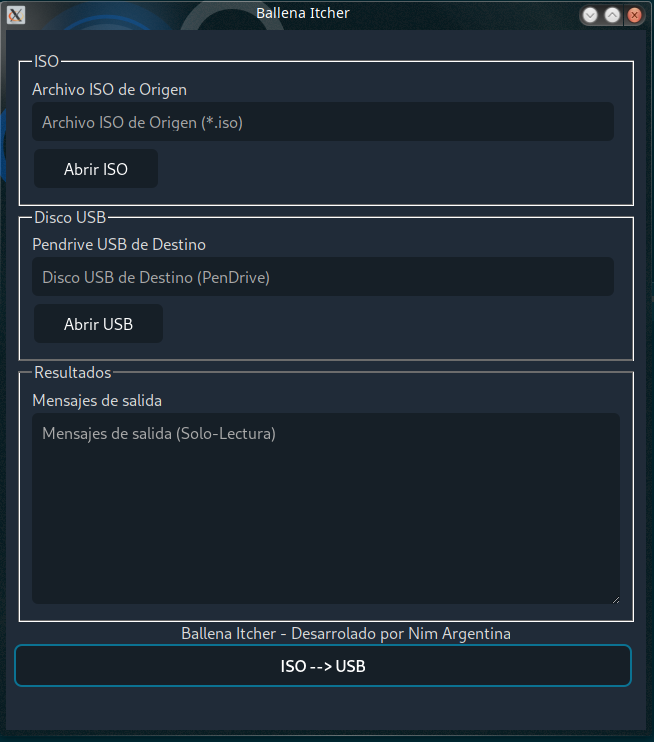 Ballena Itcher
ISO
Archivo ISO de Origen
Archivo ISO de Origen (*.iso)
Abrir ISO
Disco USB
Pendrive USB de Destino
Disco USB de Destino (PenDrive)
Abrir USB
Resultados
Mensajes de salida
Mensajes de salida (Solo-Lectura)
Ballena Itcher - Desarrolado por Nim Argentina
ISO --> USB